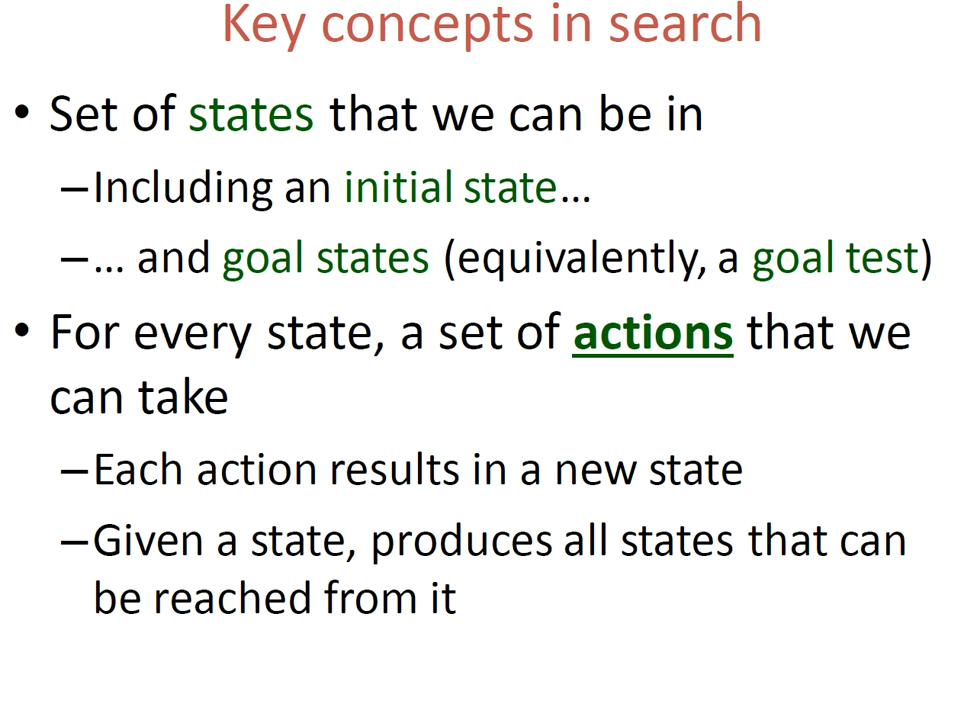 Key concepts in search
• Set of states that we can be in
–Including an initial state...
–... and goal states (equivalently, a goal test)
• For every state, a set of actions that we
can take
–Each action results in a new state
–Given a state, produces all states that can
be reached from it